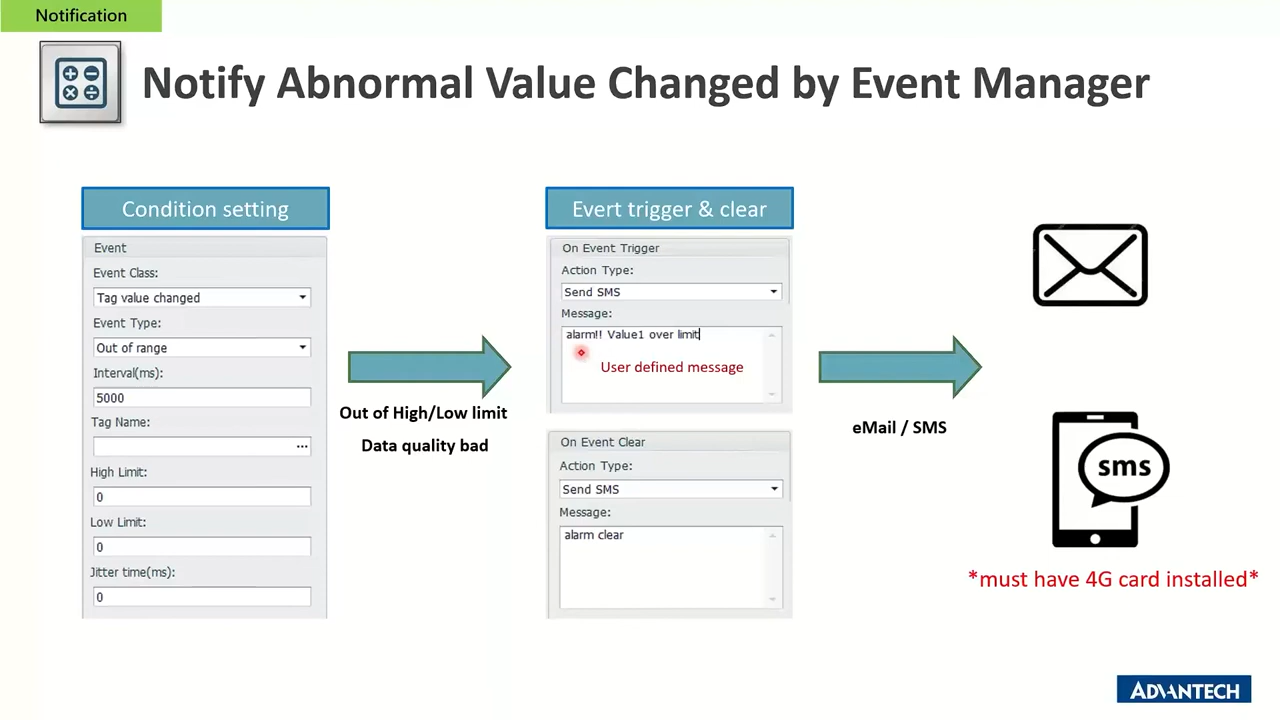 Notification
Notify Abnormal Value Changed by Event Manager
Condition setting
Event
Event Class:
Tag value changed
Event Type:
Out of range
Interval(ms):
5000
Tag Name:
...
High Limit:
0
Low Limit:
0
Jitter time(ms):
0
Out of High/Low limit
Data quality bad
Evert trigger & clear
On Event Trigger
Action Type:
Send SMS
Message:
alarm!! Value1 over limit
User defined message
On Event Clear
Action Type:
Send SMS
Message:
alarm clear
eMail / SMS
sms
*must have 4G card installed*
ADVANTECH